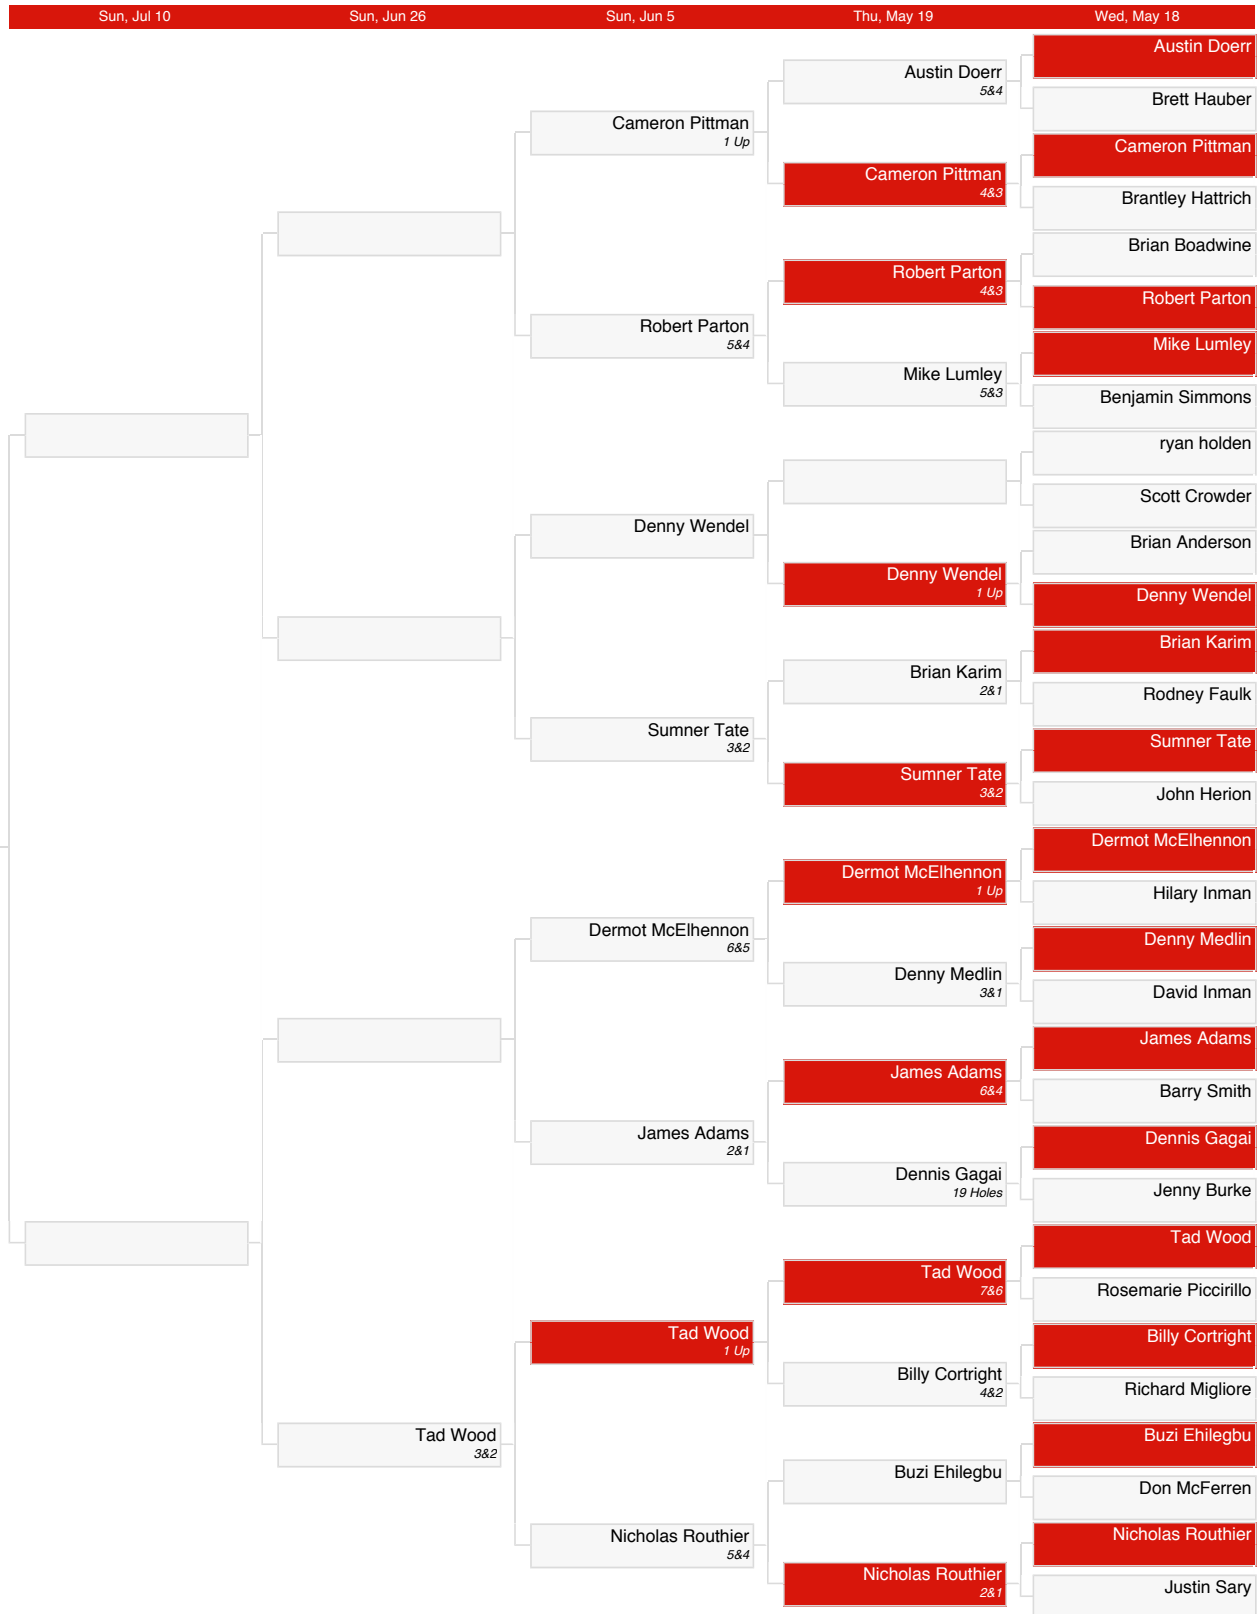 Sun, Jul 10
Sun, Jun 26
Sun, Jun 5
Thu, May 19
Wed, May 18
Cameron Pittman
1 Up
Robert Parton
5&4
Denny Wendel
Sumner Tate
3&2
Dermot McElhennon
6&5
James Adams
2&1
Tad Wood
1 Up
Tad Wood
3&2
Nicholas Routhier
5&4
Austin Doerr
5&4
Cameron Pittman
4&3
Robert Parton
4&3
Mike Lumley
5&3
Denny Wendel
1 Up
Brian Karim
2&1
Sumner Tate
3&2
Dermot McElhennon
1 Up
Denny Medlin
3&1
James Adams
6&4
Dennis Gagai
19 Holes
Tad Wood
7&6
Billy Cortright
4&2
Buzi Ehilegbu
Nicholas Routhier
2&1
Austin Doerr
Brett Hauber
Cameron Pittman
Brantley Hattrich
Brian Boadwine
Robert Parton
Mike Lumley
Benjamin Simmons
ryan holden
Scott Crowder
Brian Anderson
Denny Wendel
Brian Karim
Rodney Faulk
Sumner Tate
John Herion
Dermot McElhennon
Hilary Inman
Denny Medlin
David Inman
James Adams
Barry Smith
Dennis Gagai
Jenny Burke
Tad Wood
Rosemarie Piccirillo
Billy Cortright
Richard Migliore
Buzi Ehilegbu
Don McFerren
Nicholas Routhier
Justin Sary